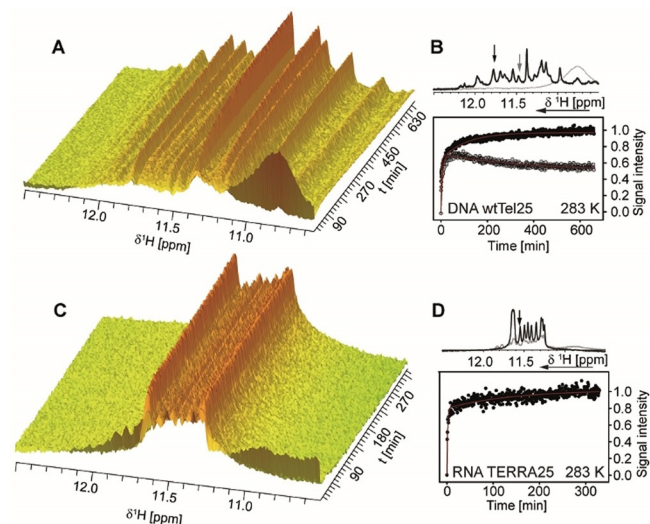 A
12.0
11.5
11.0
δ¹H [ppm]
90
270
450
630
t [min]
B
12.0
11.5
δ ¹H [ppm]
1.0
0.8
0.6
0.4
0.2
0.0
Signal intensity
DNA wtTel25
283 K
0
200
400
600
Time [min]
C
12.0
11.5
11.0
δ¹H [ppm]
90
180
270
t [min]
D
12.0
11.5
δ ¹H [ppm]
1.0
0.8
0.6
0.4
0.2
0.0
Signal intensity
RNA TERRA25
283 K
0
100
200
300
Time [min]